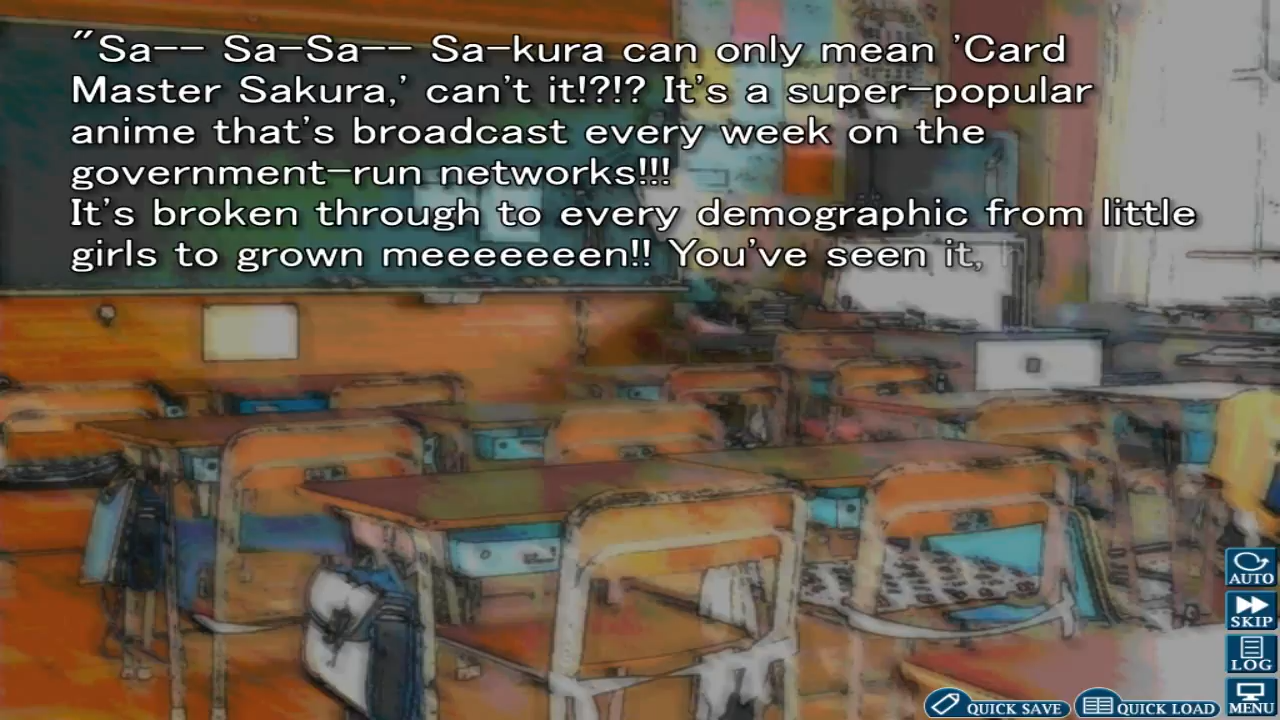 "Sa-- Sa-Sa-- Sa-kura can only mean 'Card
Master Sakura,' can't it!?!? It's a super-popular
anime that's broadcast every week on the
government-run networks!!!
It's broken through to every demographic from little
girls to grown meeeeeeeen!! You've seen it,
AUTO
SKIP
LOG
QUICK SAVE
QUICK LOAD
MENU